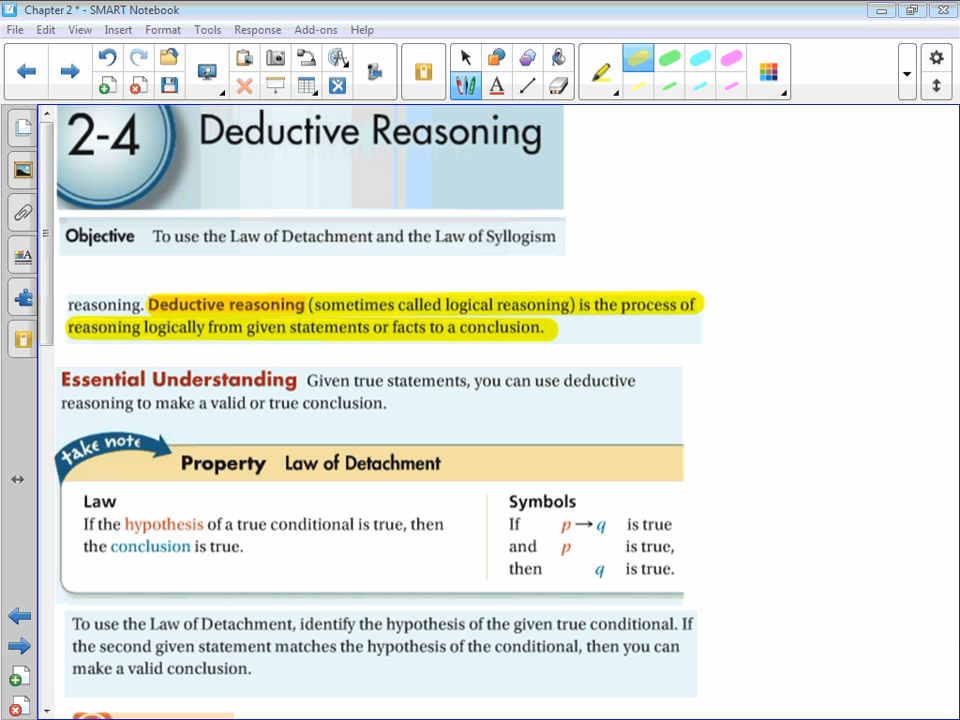 Chapter 2 * - SMART Notebook
File Edit View Insert Format Tools Response Add-ons Help
2-4 Deductive Reasoning
Objective To use the Law of Detachment and the Law of Syllogism
reasoning. Deductive reasoning (sometimes called logical reasoning) is the process of
reasoning logically from given statements or facts to a conclusion.
Essential Understanding Given true statements, you can use deductive
reasoning to make a valid or true conclusion.
take note
Property Law of Detachment
Law
If the hypothesis of a true conditional is true, then
the conclusion is true.
Symbols
If p → q is true
and p is true,
then q is true.
To use the Law of Detachment, identify the hypothesis of the given true conditional. If
the second given statement matches the hypothesis of the conditional, then you can
make a valid conclusion.